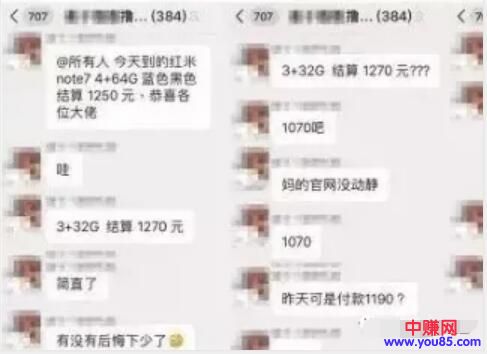 707
撸...(384)
@所有人 今天到的红米
note7 4+64G 蓝色黑色
结算 1250 元,恭喜各
位大佬
哇
3+32G 结算 1270 元
简直了
有没有后悔下少了
707
撸...(384)
3+32G 结算 1270 元???
1070吧
妈的官网没动静
1070
昨天可是付款1190？
中赚网
www.you85.com